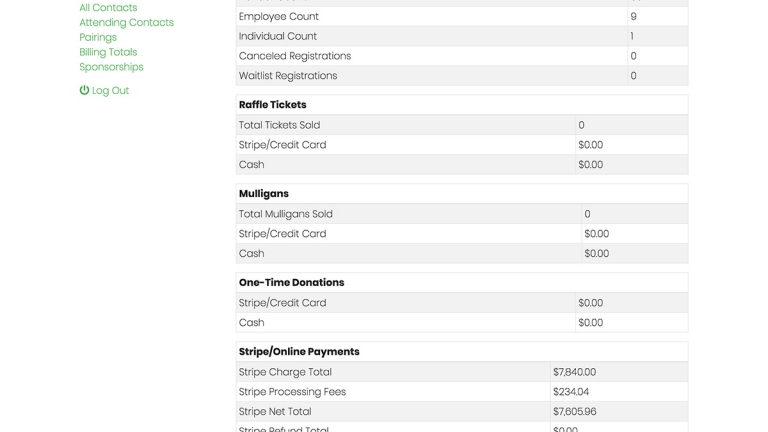 All Contacts
Attending Contacts
Pairings
Billing Totals
Sponsorships
Log Out
Employee Count 9
Individual Count 1
Canceled Registrations 0
Waitlist Registrations 0
Raffle Tickets
Total Tickets Sold 0
Stripe/Credit Card $0.00
Cash $0.00
Mulligans
Total Mulligans Sold 0
Stripe/Credit Card $0.00
Cash $0.00
One-Time Donations
Stripe/Credit Card $0.00
Cash $0.00
Stripe/Online Payments
Stripe Charge Total $7,840.00
Stripe Processing Fees $234.04
Stripe Net Total $7,605.96
Stripe Refund Total $0.00